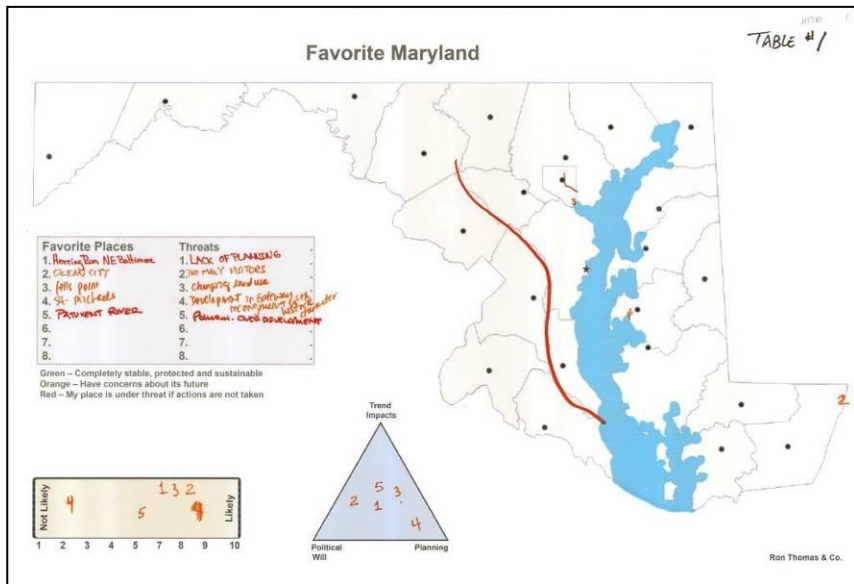 TABLE #1
Favorite Maryland
Favorite Places Threats
1. Herring Run NE Baltimore 1. LACK OF PLANNING
2. OCEAN CITY 2. TOO MANY VISITORS
3. fells point 3. changing land use
4. St. Michaels 4. Development in Gateway
historic
character
5. PATUXENT RIVER 5. OVER DEVELOPMENT
6. 6.
7. 7.
8. 8.
Green – Completely stable, protected and sustainable
Orange – Have concerns about its future
Red – My place is under threat if actions are not taken
3
4
2
Trend
Impacts
5
2 3
1
4
Political
Will
Planning
Not Likely
Likely
1 3 2
4
5
1 2 3 4 5 6 7 8 9 10
Ron Thomas & Co.